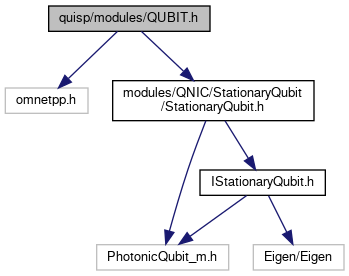 quisp/modules/QUBIT.h
omnetpp.h
modules/QNIC/StationaryQubit
/StationaryQubit.h
IStationaryQubit.h
PhotonicQubit_m.h
Eigen/Eigen